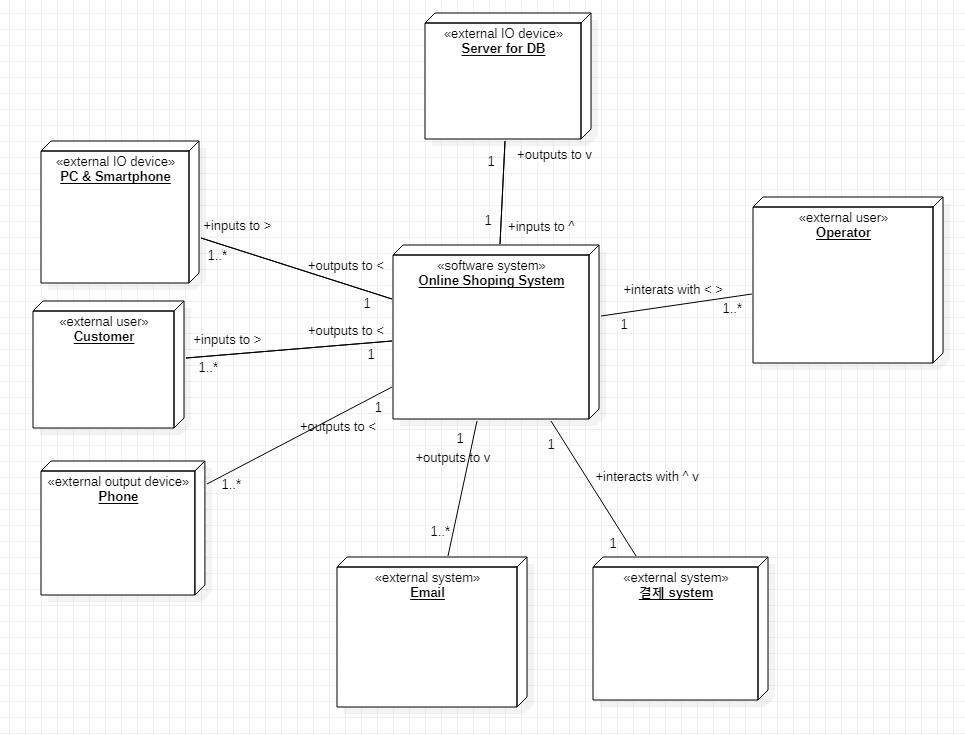 «external IO device»
Server for DB
1
+outputs to v
1
+inputs to ^
«external IO device»
PC & Smartphone
+inputs to >
1..*
+outputs to <
1
«software system»
Online Shoping System
«external user»
Operator
+interats with < >
1
1..*
«external user»
Customer
+inputs to >
1..*
+outputs to <
1
1
+outputs to <
1..*
«external output device»
Phone
1
+outputs to v
1..*
1
+interacts with ^ v
1
«external system»
Email
«external system»
결제 system